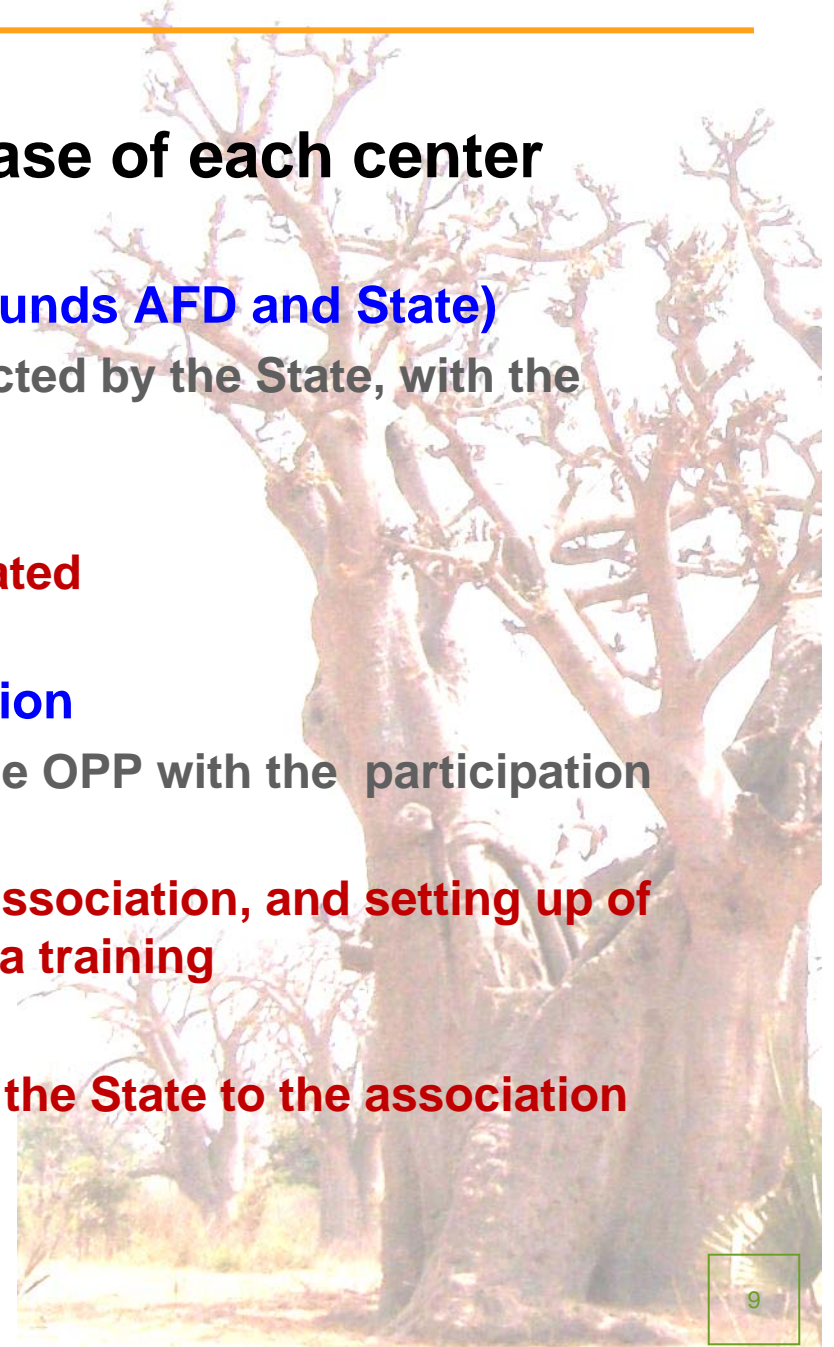 ase of each center
unds AFD and State)
cted by the State, with the
ated
ion
e OPP with the  participation
ssociation, and setting up of
a training
the State to the association
9